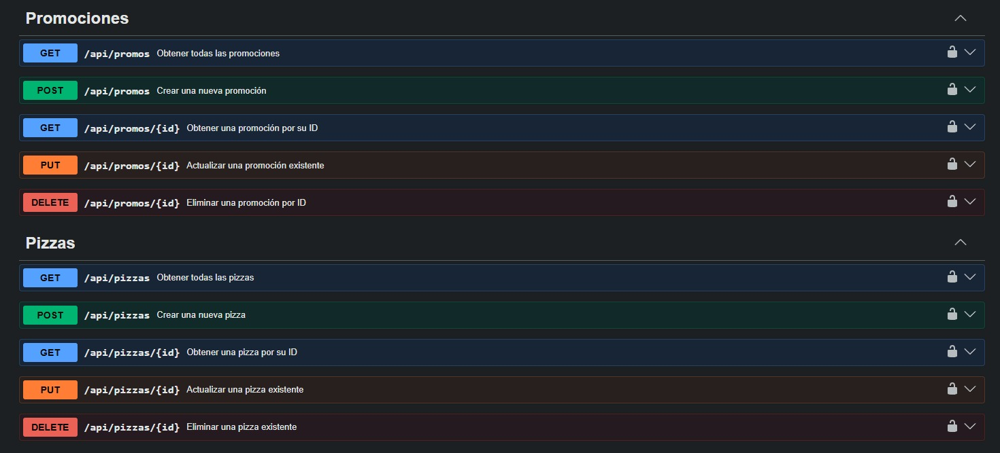 Promociones
GET /api/promos Obtener todas las promociones
POST /api/promos Crear una nueva promoción
GET /api/promos/{id} Obtener una promoción por su ID
PUT /api/promos/{id} Actualizar una promoción existente
DELETE /api/promos/{id} Eliminar una promoción por ID
Pizzas
GET /api/pizzas Obtener todas las pizzas
POST /api/pizzas Crear una nueva pizza
GET /api/pizzas/{id} Obtener una pizza por su ID
PUT /api/pizzas/{id} Actualizar una pizza existente
DELETE /api/pizzas/{id} Eliminar una pizza existente